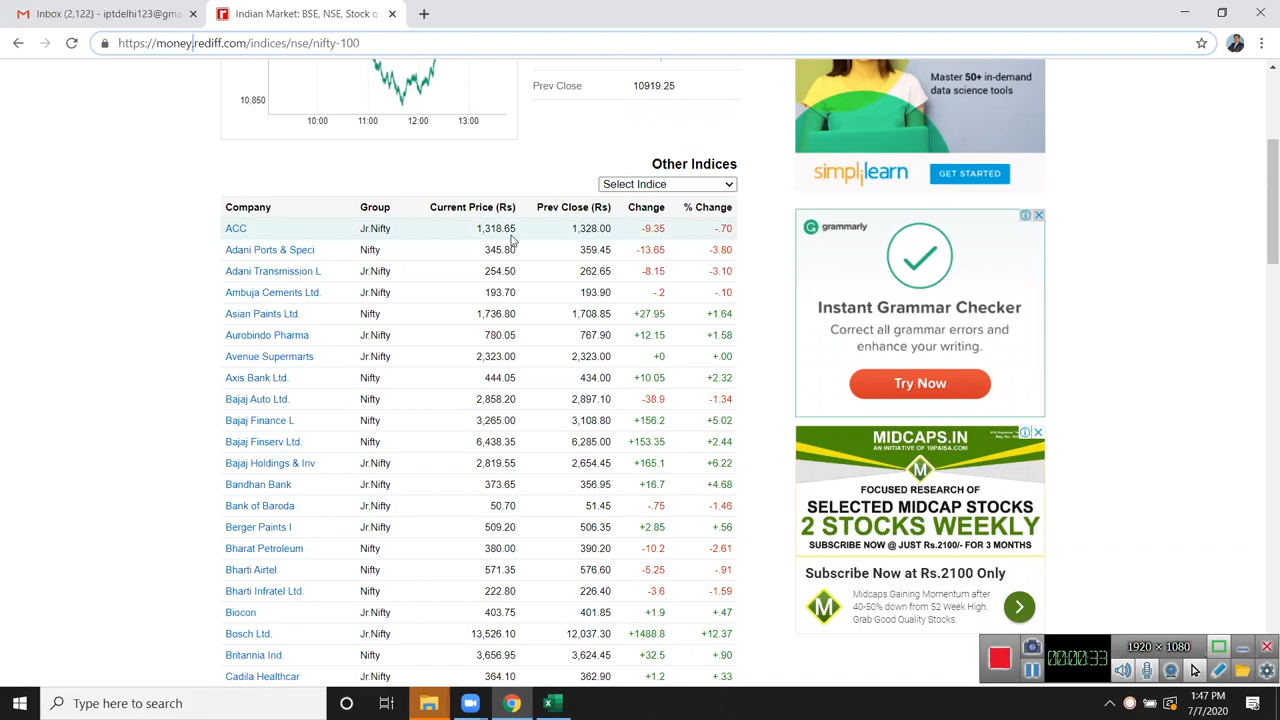 Inbox (2,122) - iptdelhi123@gm
Indian Market: BSE, NSE, Stock q
https://money.rediff.com/indices/nse/nifty-100
Prev Close 10919.25
10,850
10:00 11:00 12:00 13:00
Other Indices
Select Indice
Company Group Current Price (Rs) Prev Close (Rs) Change % Change
ACC Jr.Nifty 1,318.65 1,328.00 -9.35 -.70
Adani Ports & Speci Nifty 345.80 359.45 -13.65 -3.80
Adani Transmission L Jr.Nifty 254.50 262.65 -8.15 -3.10
Ambuja Cements Ltd. Jr.Nifty 193.70 193.90 -.2 -.10
Asian Paints Ltd. Nifty 1,736.80 1,708.85 +27.95 +1.64
Aurobindo Pharma Jr.Nifty 780.05 767.90 +12.15 +1.58
Avenue Supermarts Jr.Nifty 2,323.00 2,323.00 +0 +.00
Axis Bank Ltd. Nifty 444.05 434.00 +10.05 +2.32
Bajaj Auto Ltd. Nifty 2,858.20 2,897.10 -38.9 -1.34
Bajaj Finance L Nifty 3,265.00 3,108.80 +156.2 +5.02
Bajaj Finserv Ltd. Nifty 6,438.35 6,285.00 +153.35 +2.44
Bajaj Holdings & Inv Jr.Nifty 2,819.55 2,654.45 +165.1 +6.22
Bandhan Bank Jr.Nifty 373.65 356.95 +16.7 +4.68
Bank of Baroda Jr.Nifty 50.70 51.45 -.75 -1.46
Berger Paints I Jr.Nifty 509.20 506.35 +2.85 +.56
Bharat Petroleum Nifty 380.00 390.20 -10.2 -2.61
Bharti Airtel Nifty 571.35 576.60 -5.25 -.91
Bharti Infratel Ltd. Nifty 222.80 226.40 -3.6 -1.59
Biocon Jr.Nifty 403.75 401.85 +1.9 +.47
Bosch Ltd. Jr.Nifty 13,526.10 12,037.30 +1488.8 +12.37
Britannia Ind. Nifty 3,656.95 3,624.45 +32.5 +.90
Cadila Healthcar Jr.Nifty 364.10 362.90 +1.2 +.33
Master 50+ in-demand
data science tools
simplilearn GET STARTED
grammarly
Instant Grammar Checker
Correct all grammar errors and
enhance your writing.
Try Now
MIDCAPS.IN
AN INITIATIVE OF 19PAISA.COM
M
FOCUSED RESEARCH OF
SELECTED MIDCAP STOCKS
2 STOCKS WEEKLY
SUBSCRIBE NOW @ JUST Rs.2100/- FOR 3 MONTHS
Subscribe Now at Rs.2100 Only
M
Midcaps Gaining Momentum after
40-50% down from 52 Week High.
Grab Good Quality Stocks.
1920 × 1080
00:00:33
Type here to search
1:47 PM
7/7/2020